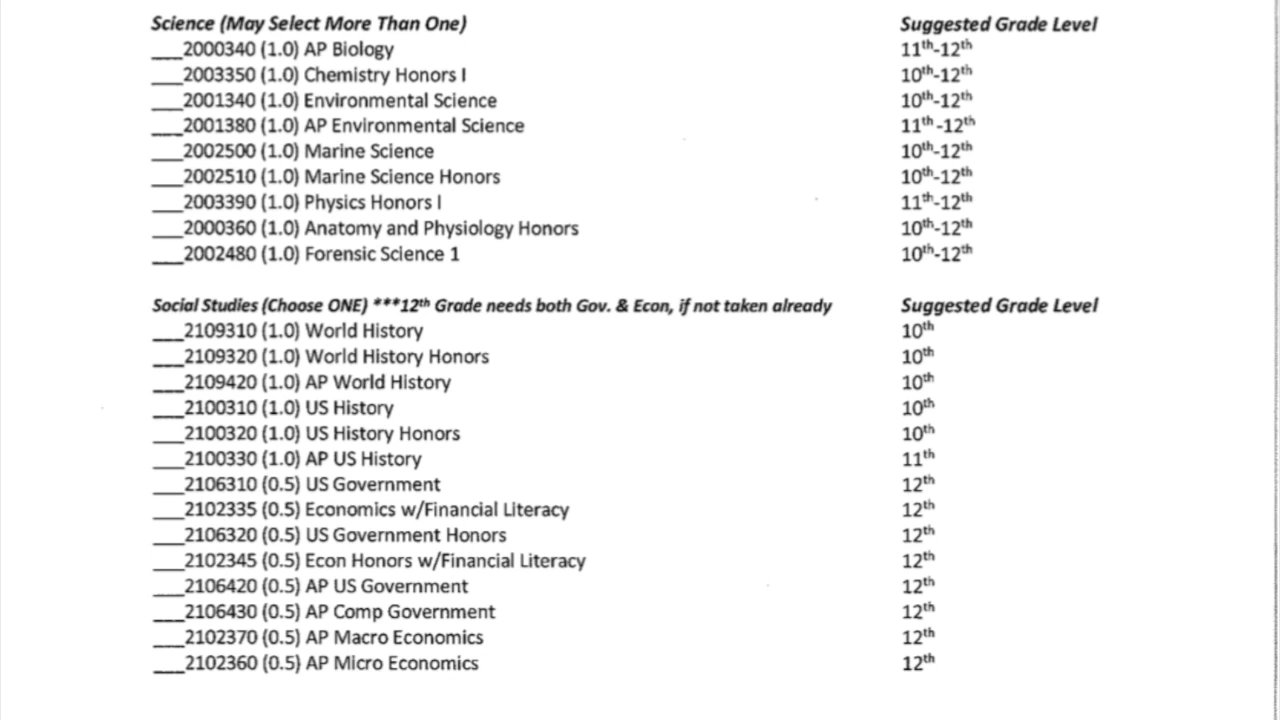 Science (May Select More Than One) Suggested Grade Level
___2000340 (1.0) AP Biology 11th-12th
___2003350 (1.0) Chemistry Honors I 10th-12th
___2001340 (1.0) Environmental Science 10th-12th
___2001380 (1.0) AP Environmental Science 11th -12th
___2002500 (1.0) Marine Science 10th-12th
___2002510 (1.0) Marine Science Honors 10th-12th
___2003390 (1.0) Physics Honors I 11th-12th
___2000360 (1.0) Anatomy and Physiology Honors 10th-12th
___2002480 (1.0) Forensic Science 1 10th-12th
Social Studies (Choose ONE) ***12th Grade needs both Gov. & Econ, if not taken already Suggested Grade Level
___2109310 (1.0) World History 10th
___2109320 (1.0) World History Honors 10th
___2109420 (1.0) AP World History 10th
___2100310 (1.0) US History 10th
___2100320 (1.0) US History Honors 10th
___2100330 (1.0) AP US History 11th
___2106310 (0.5) US Government 12th
___2102335 (0.5) Economics w/Financial Literacy 12th
___2106320 (0.5) US Government Honors 12th
___2102345 (0.5) Econ Honors w/Financial Literacy 12th
___2106420 (0.5) AP US Government 12th
___2106430 (0.5) AP Comp Government 12th
___2102370 (0.5) AP Macro Economics 12th
___2102360 (0.5) AP Micro Economics 12th